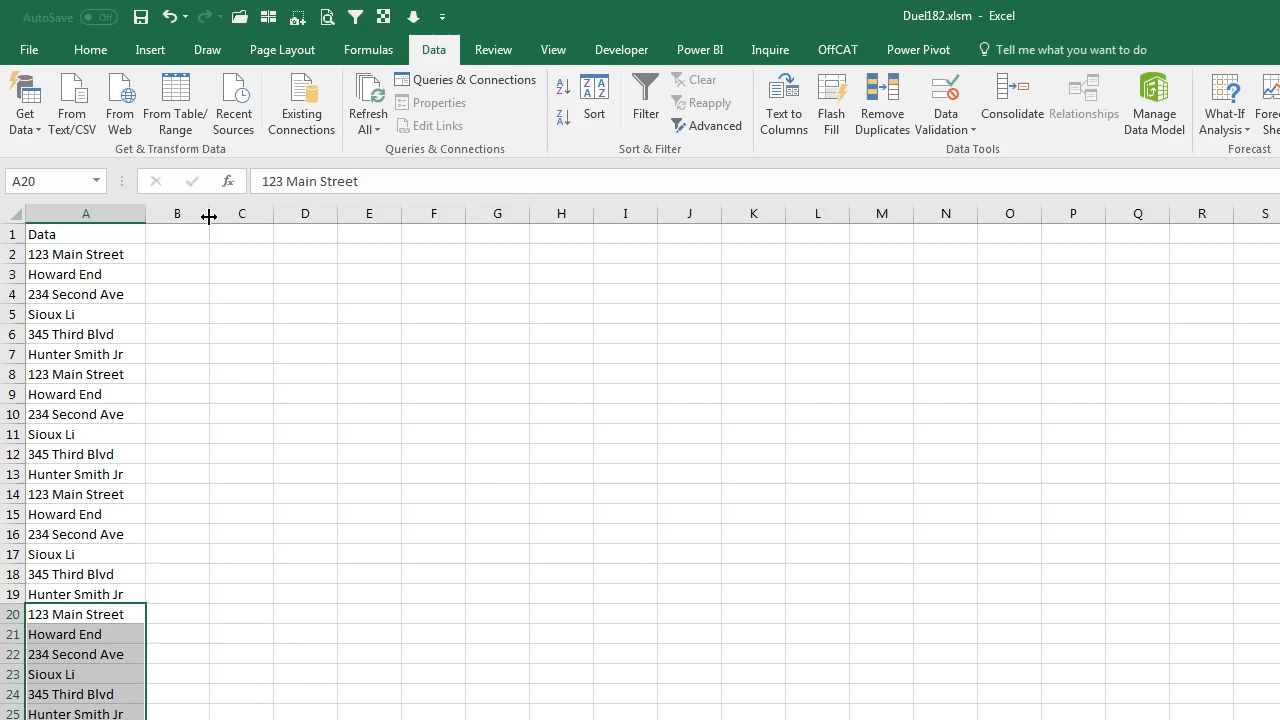 AutoSave Off Duel182.xlsm - Excel
File Home Insert Draw Page Layout Formulas Data Review View Developer Power BI Inquire OffCAT Power Pivot Tell me what you want to do
Get Data
From Text/CSV
From Web
From Table/ Range
Recent Sources
Existing Connections
Get & Transform Data
Refresh All
Queries & Connections
Properties
Edit Links
Queries & Connections
Sort
Filter
Clear
Reapply
Advanced
Sort & Filter
Text to Columns
Flash Fill
Remove Duplicates
Data Validation
Consolidate
Relationships
Manage Data Model
Data Tools
What-If Analysis
Forecast
A20 fx 123 Main Street
A B C D E F G H I J K L M N O P Q R S
1 Data
2 123 Main Street
3 Howard End
4 234 Second Ave
5 Sioux Li
6 345 Third Blvd
7 Hunter Smith Jr
8 123 Main Street
9 Howard End
10 234 Second Ave
11 Sioux Li
12 345 Third Blvd
13 Hunter Smith Jr
14 123 Main Street
15 Howard End
16 234 Second Ave
17 Sioux Li
18 345 Third Blvd
19 Hunter Smith Jr
20 123 Main Street
21 Howard End
22 234 Second Ave
23 Sioux Li
24 345 Third Blvd
25 Hunter Smith Jr